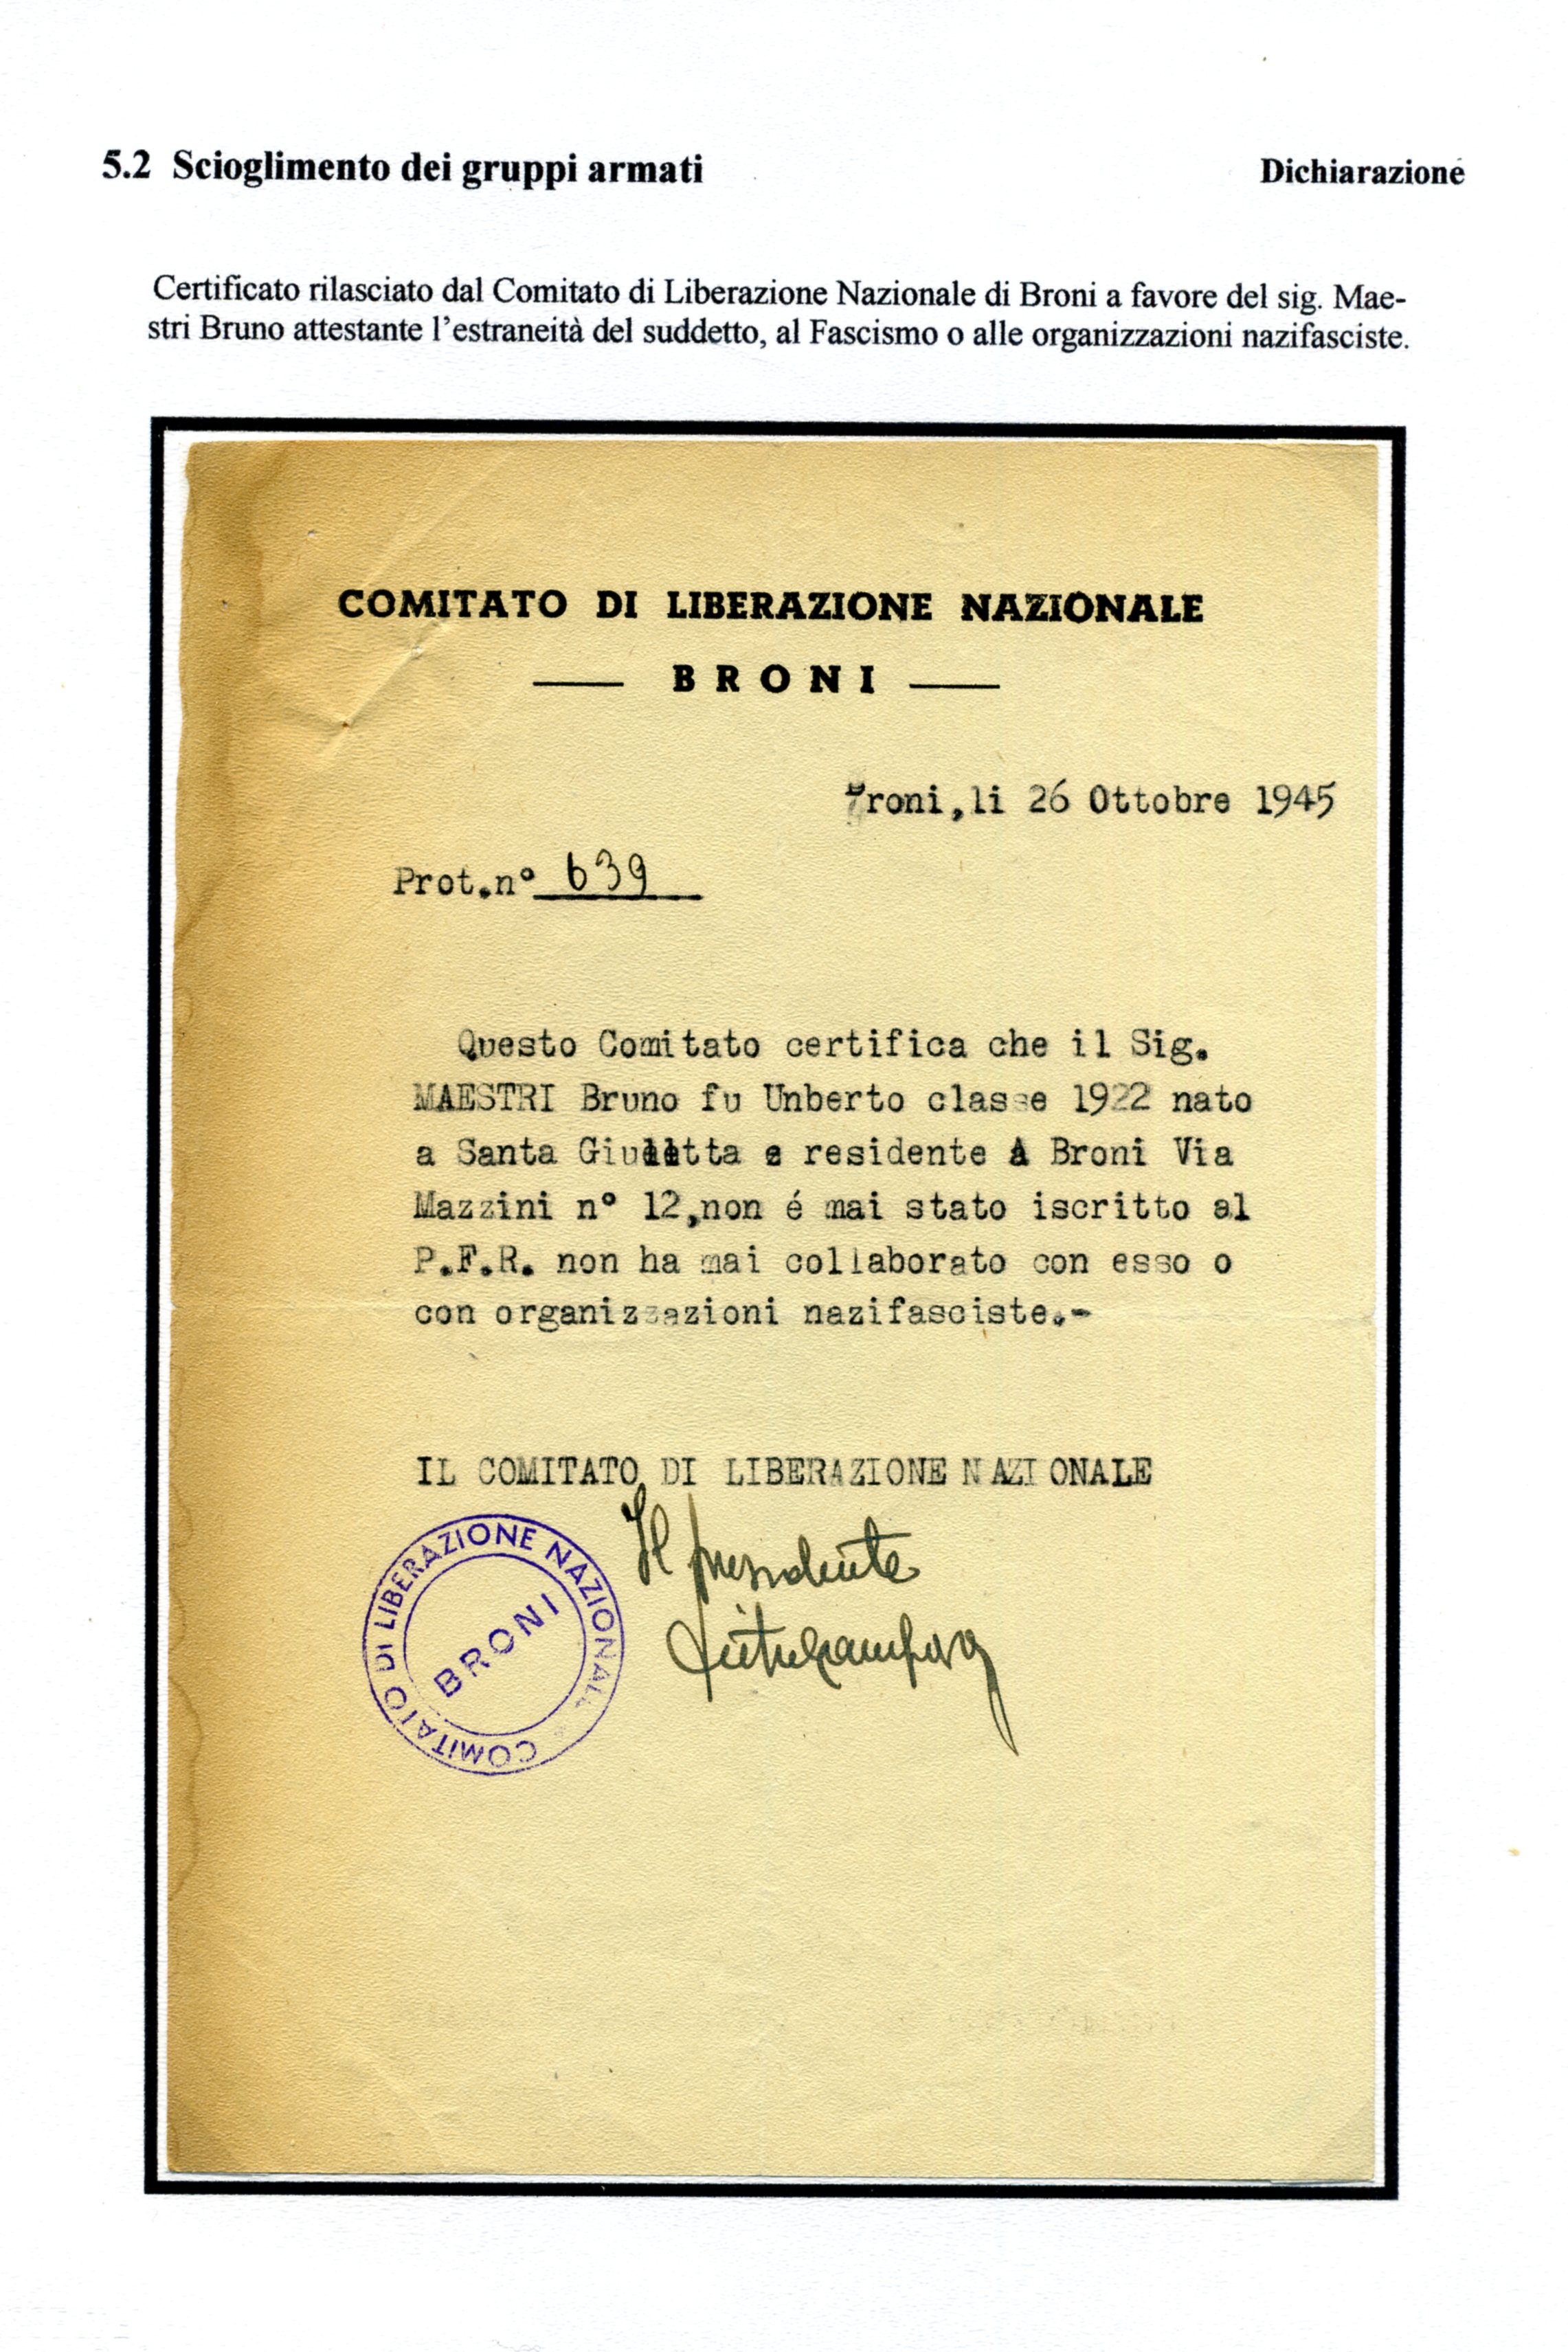 5.2 Scioglimento dei gruppi armati
Dichiarazione
Certificato rilasciato dal Comitato di Liberazione Nazionale di Broni a favore del sig. Mae-
stri Bruno attestante l’estraneità del suddetto, al Fascismo o alle organizzazioni nazifasciste.
COMITATO DI LIBERAZIONE NAZIONALE
BRONI
Broni, li 26 Ottobre 1945
Prot.n° 639
Questo Comitato certifica che il Sig.
MAESTRI Bruno fu Unberto classe 1922 nato
a Santa Giulitta e residente A Broni Via
Mazzini n° 12,non é mai stato iscritto al
P.F.R. non ha mai collaborato con esso o
con organizzazioni nazifasciste.-
IL COMITATO DI LIBERAZIONE NAZIONALE
Il presidente
COMITATO DI LIBERAZIONE NAZIONALE
BRONI